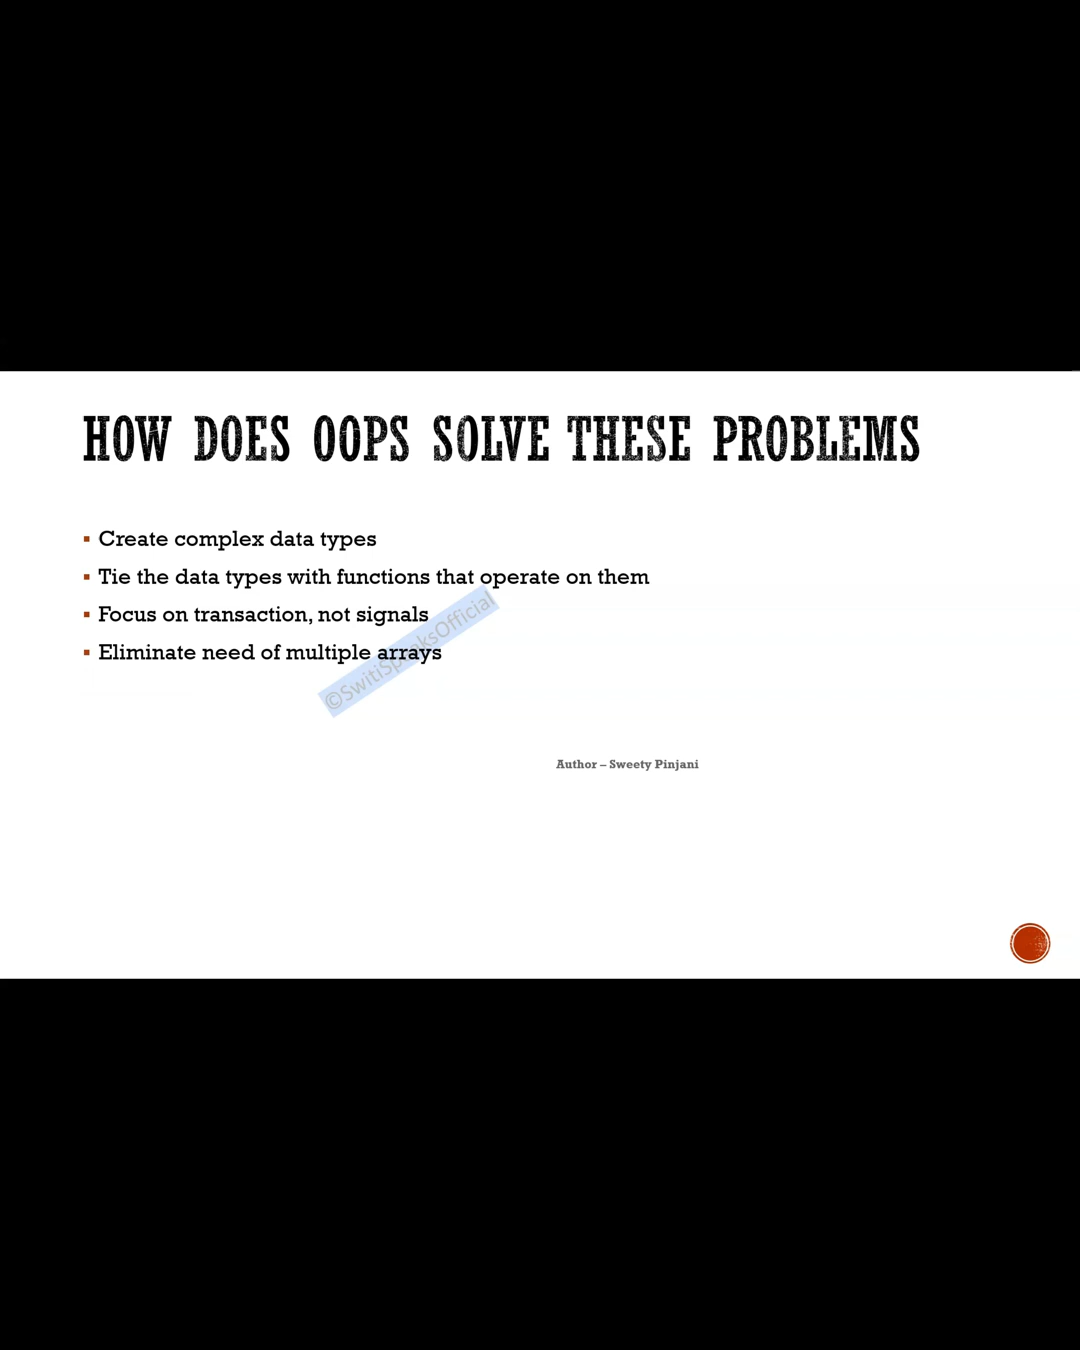 HOW DOES OOPS SOLVE THESE PROBLEMS
▪ Create complex data types
▪ Tie the data types with functions that operate on them
▪ Focus on transaction, not signals
▪ Eliminate need of multiple arrays
©SwitiSpeaksOfficial
Author – Sweety Pinjani